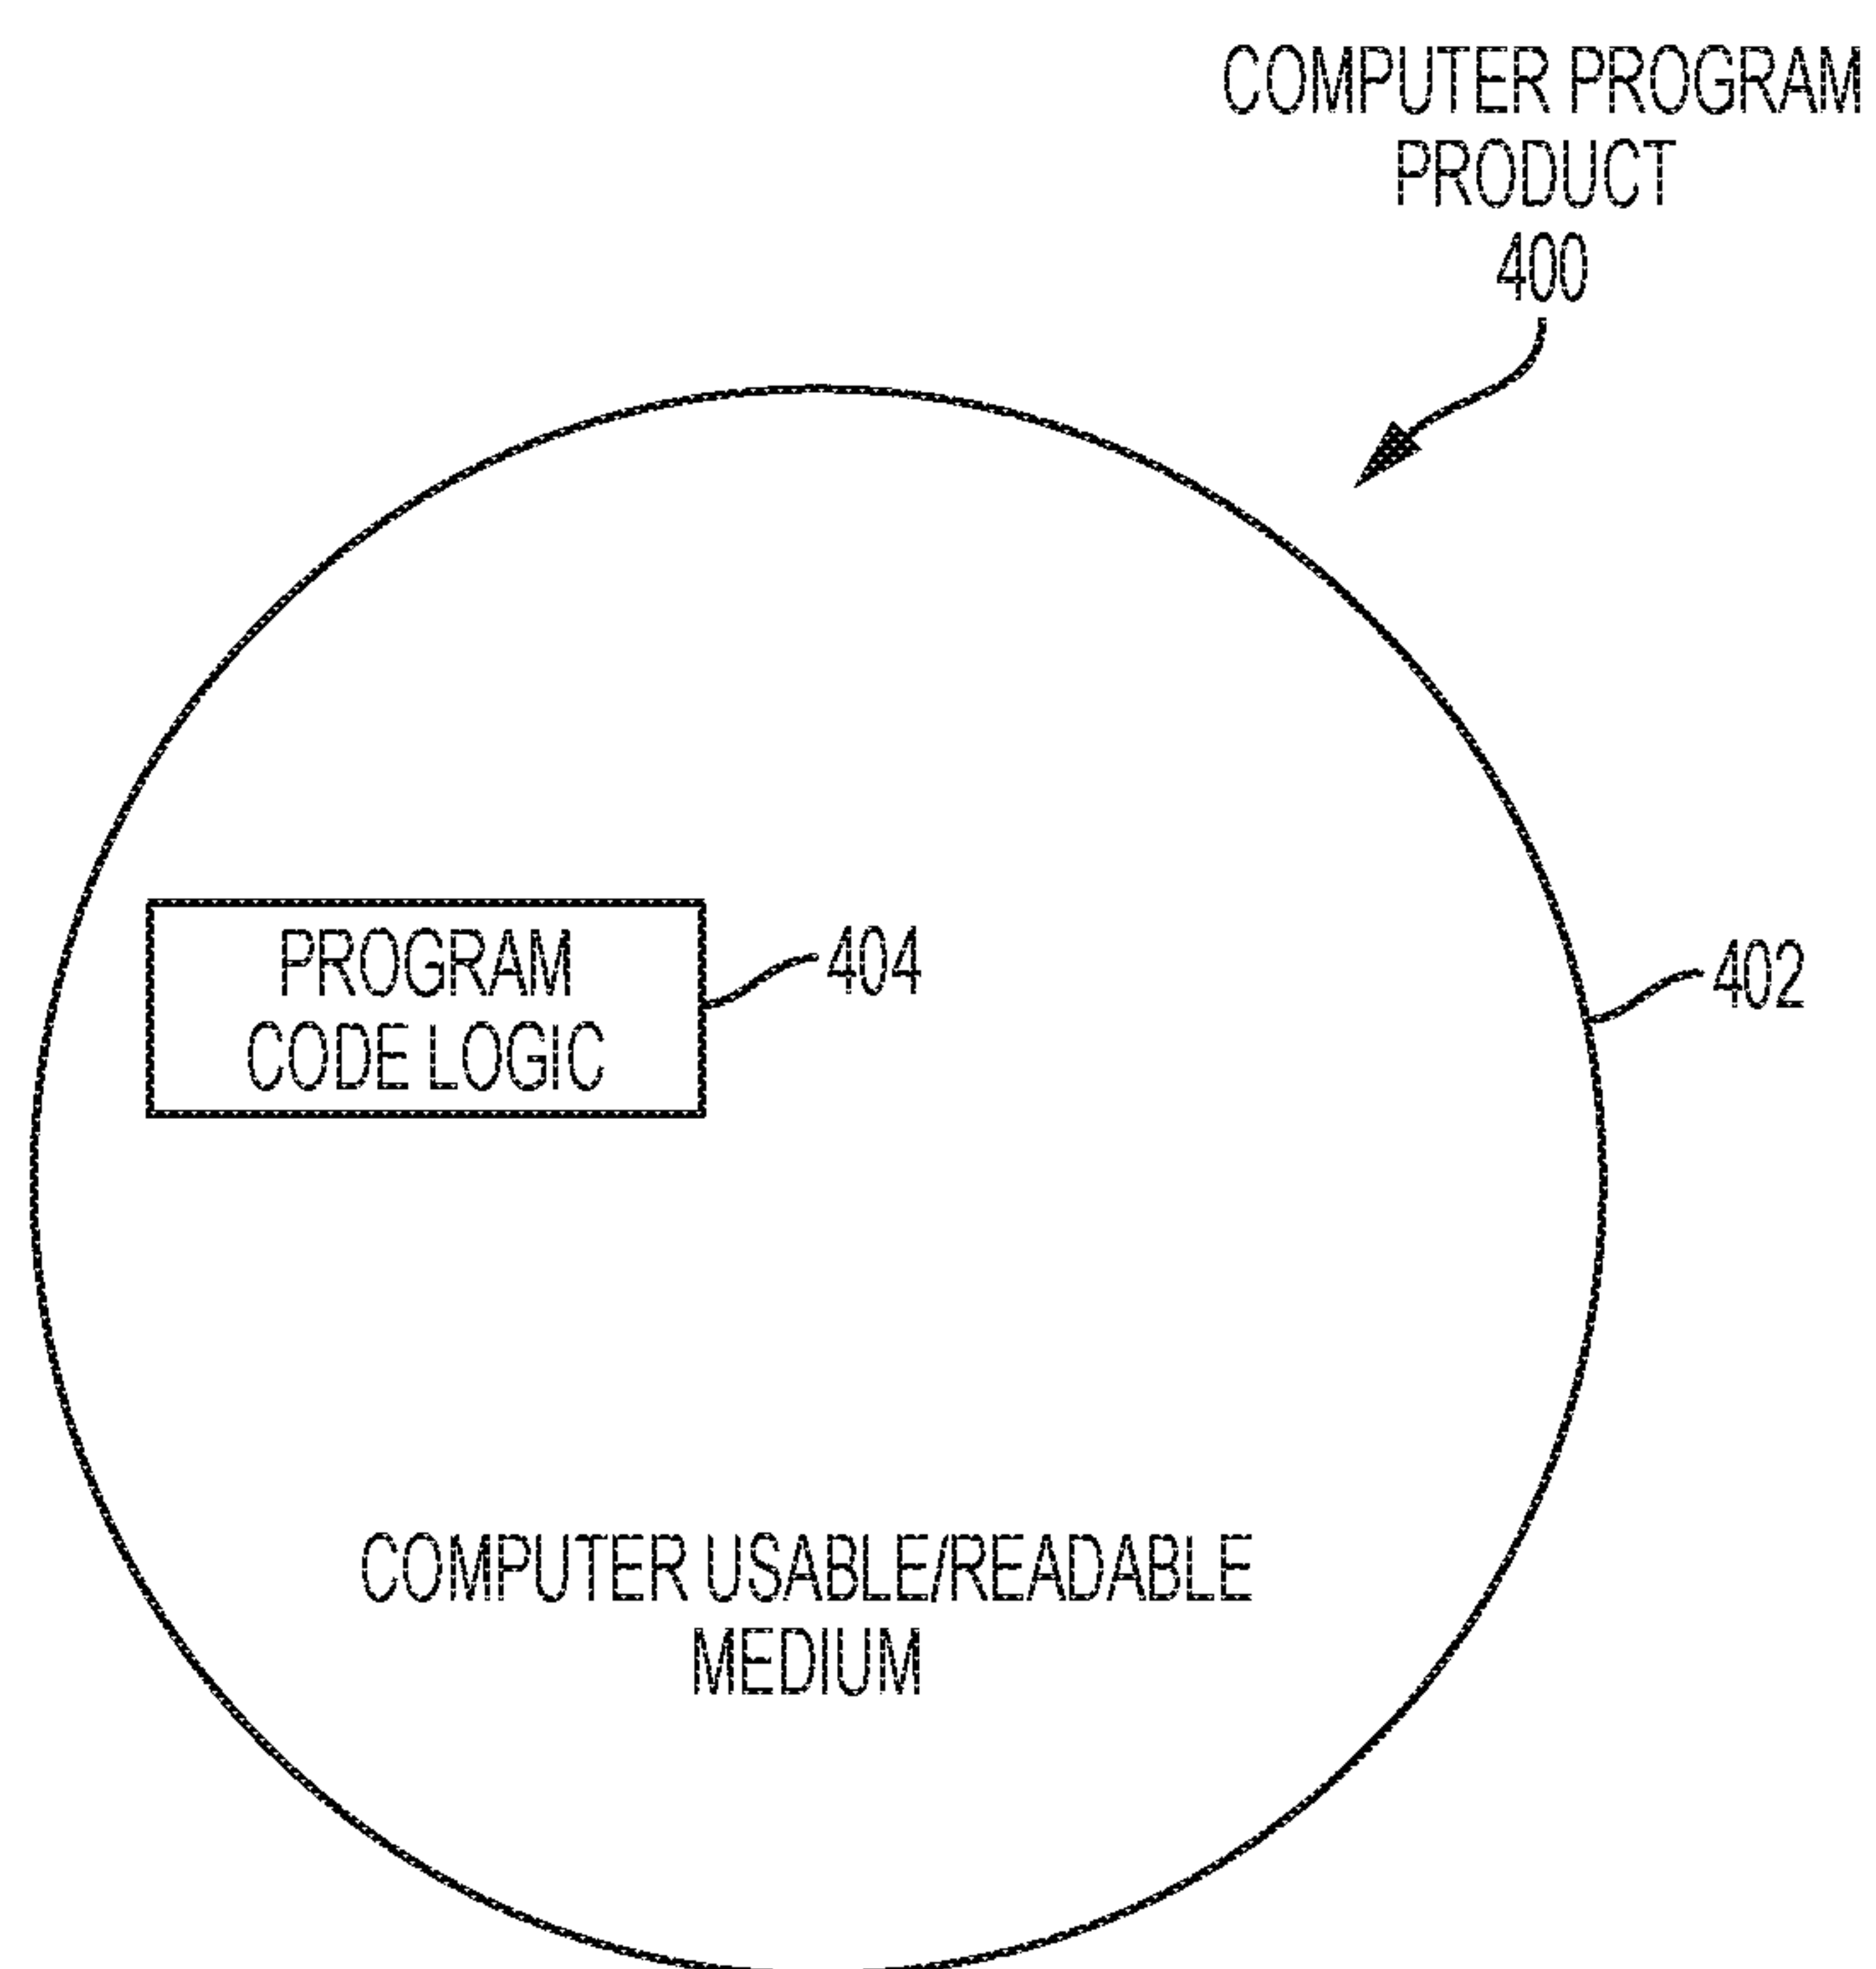 COMPUTER PROGRAM
PRODUCT
400
PROGRAM
CODE LOGIC
404
402
COMPUTER USABLE/READABLE
MEDIUM